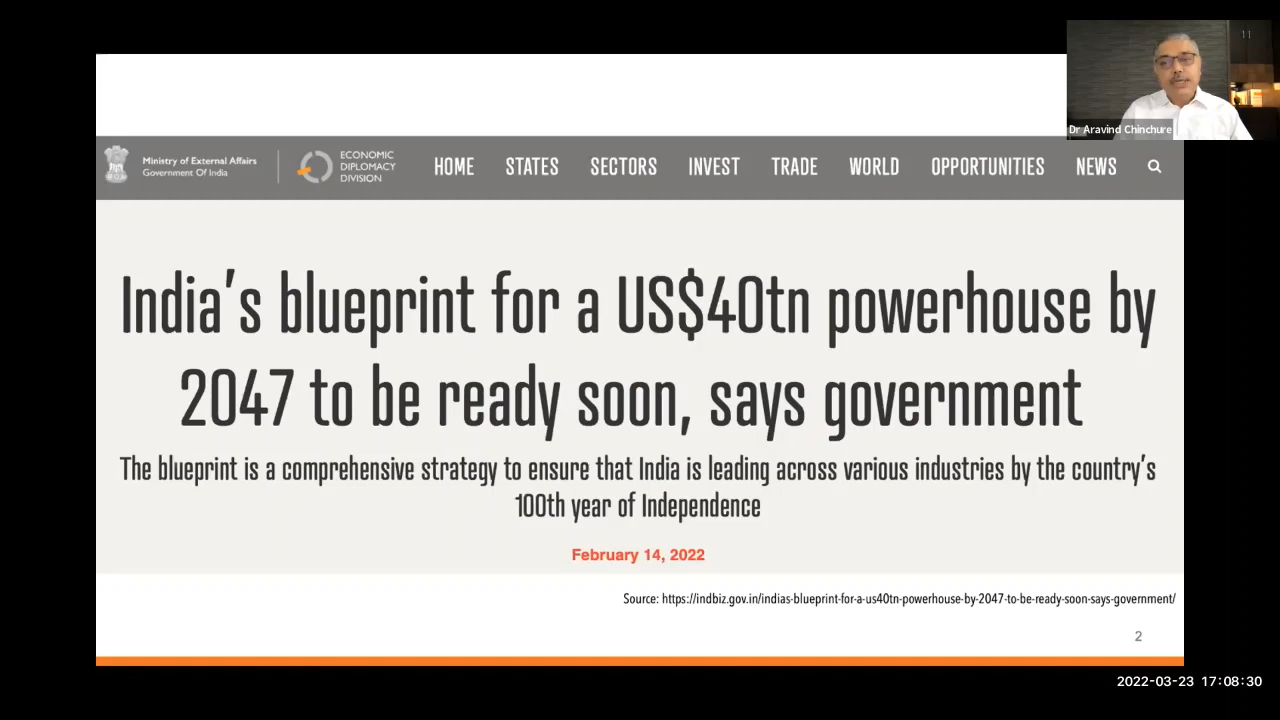 Dr Aravind Chinchure
Ministry of External Affairs
Government Of India
ECONOMIC
DIPLOMACY
DIVISION
HOME STATES SECTORS INVEST TRADE WORLD OPPORTUNITIES NEWS
India's blueprint for a US$40tn powerhouse by
2047 to be ready soon, says government
The blueprint is a comprehensive strategy to ensure that India is leading across various industries by the country's
100th year of Independence
February 14, 2022
Source: https://indbiz.gov.in/indias-blueprint-for-a-us40tn-powerhouse-by-2047-to-be-ready-soon-says-government/
2
2022-03-23 17:08:30